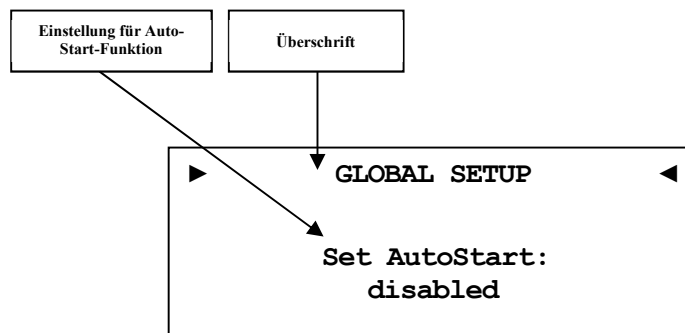 Einstellung für Auto-
Start-Funktion
Überschrift
► GLOBAL SETUP ◄
Set AutoStart:
disabled